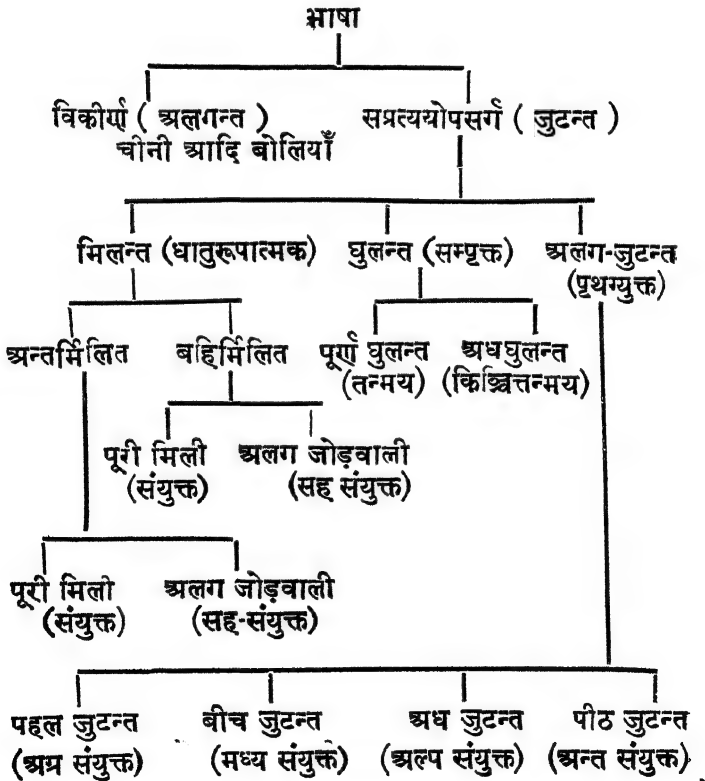 भाषा
विकीर्ण ( अलगन्त ) सप्रत्ययोपसर्ग ( जुटन्त )
चीनी आदि बोलियाँ
मिलन्त (धातुरूपात्मक) घुलन्त (सम्पृक्त) अलग-जुटन्त
(पृथग्युक्त)
अन्तर्मिलित बहिर्मिलित पूर्ण घुलन्त अधघुलन्त
(तन्मय) (किञ्चित्तन्मय)
पूरी मिली अलग जोड़वाली
(संयुक्त) (सह संयुक्त)
पूरी मिली अलग जोड़वाली
(संयुक्त) (सह-संयुक्त)
पहल जुटन्त बीच जुटन्त अध जुटन्त पीठ जुटन्त
(अग्र संयुक्त) (मध्य संयुक्त) (अल्प संयुक्त) (अन्त संयुक्त)